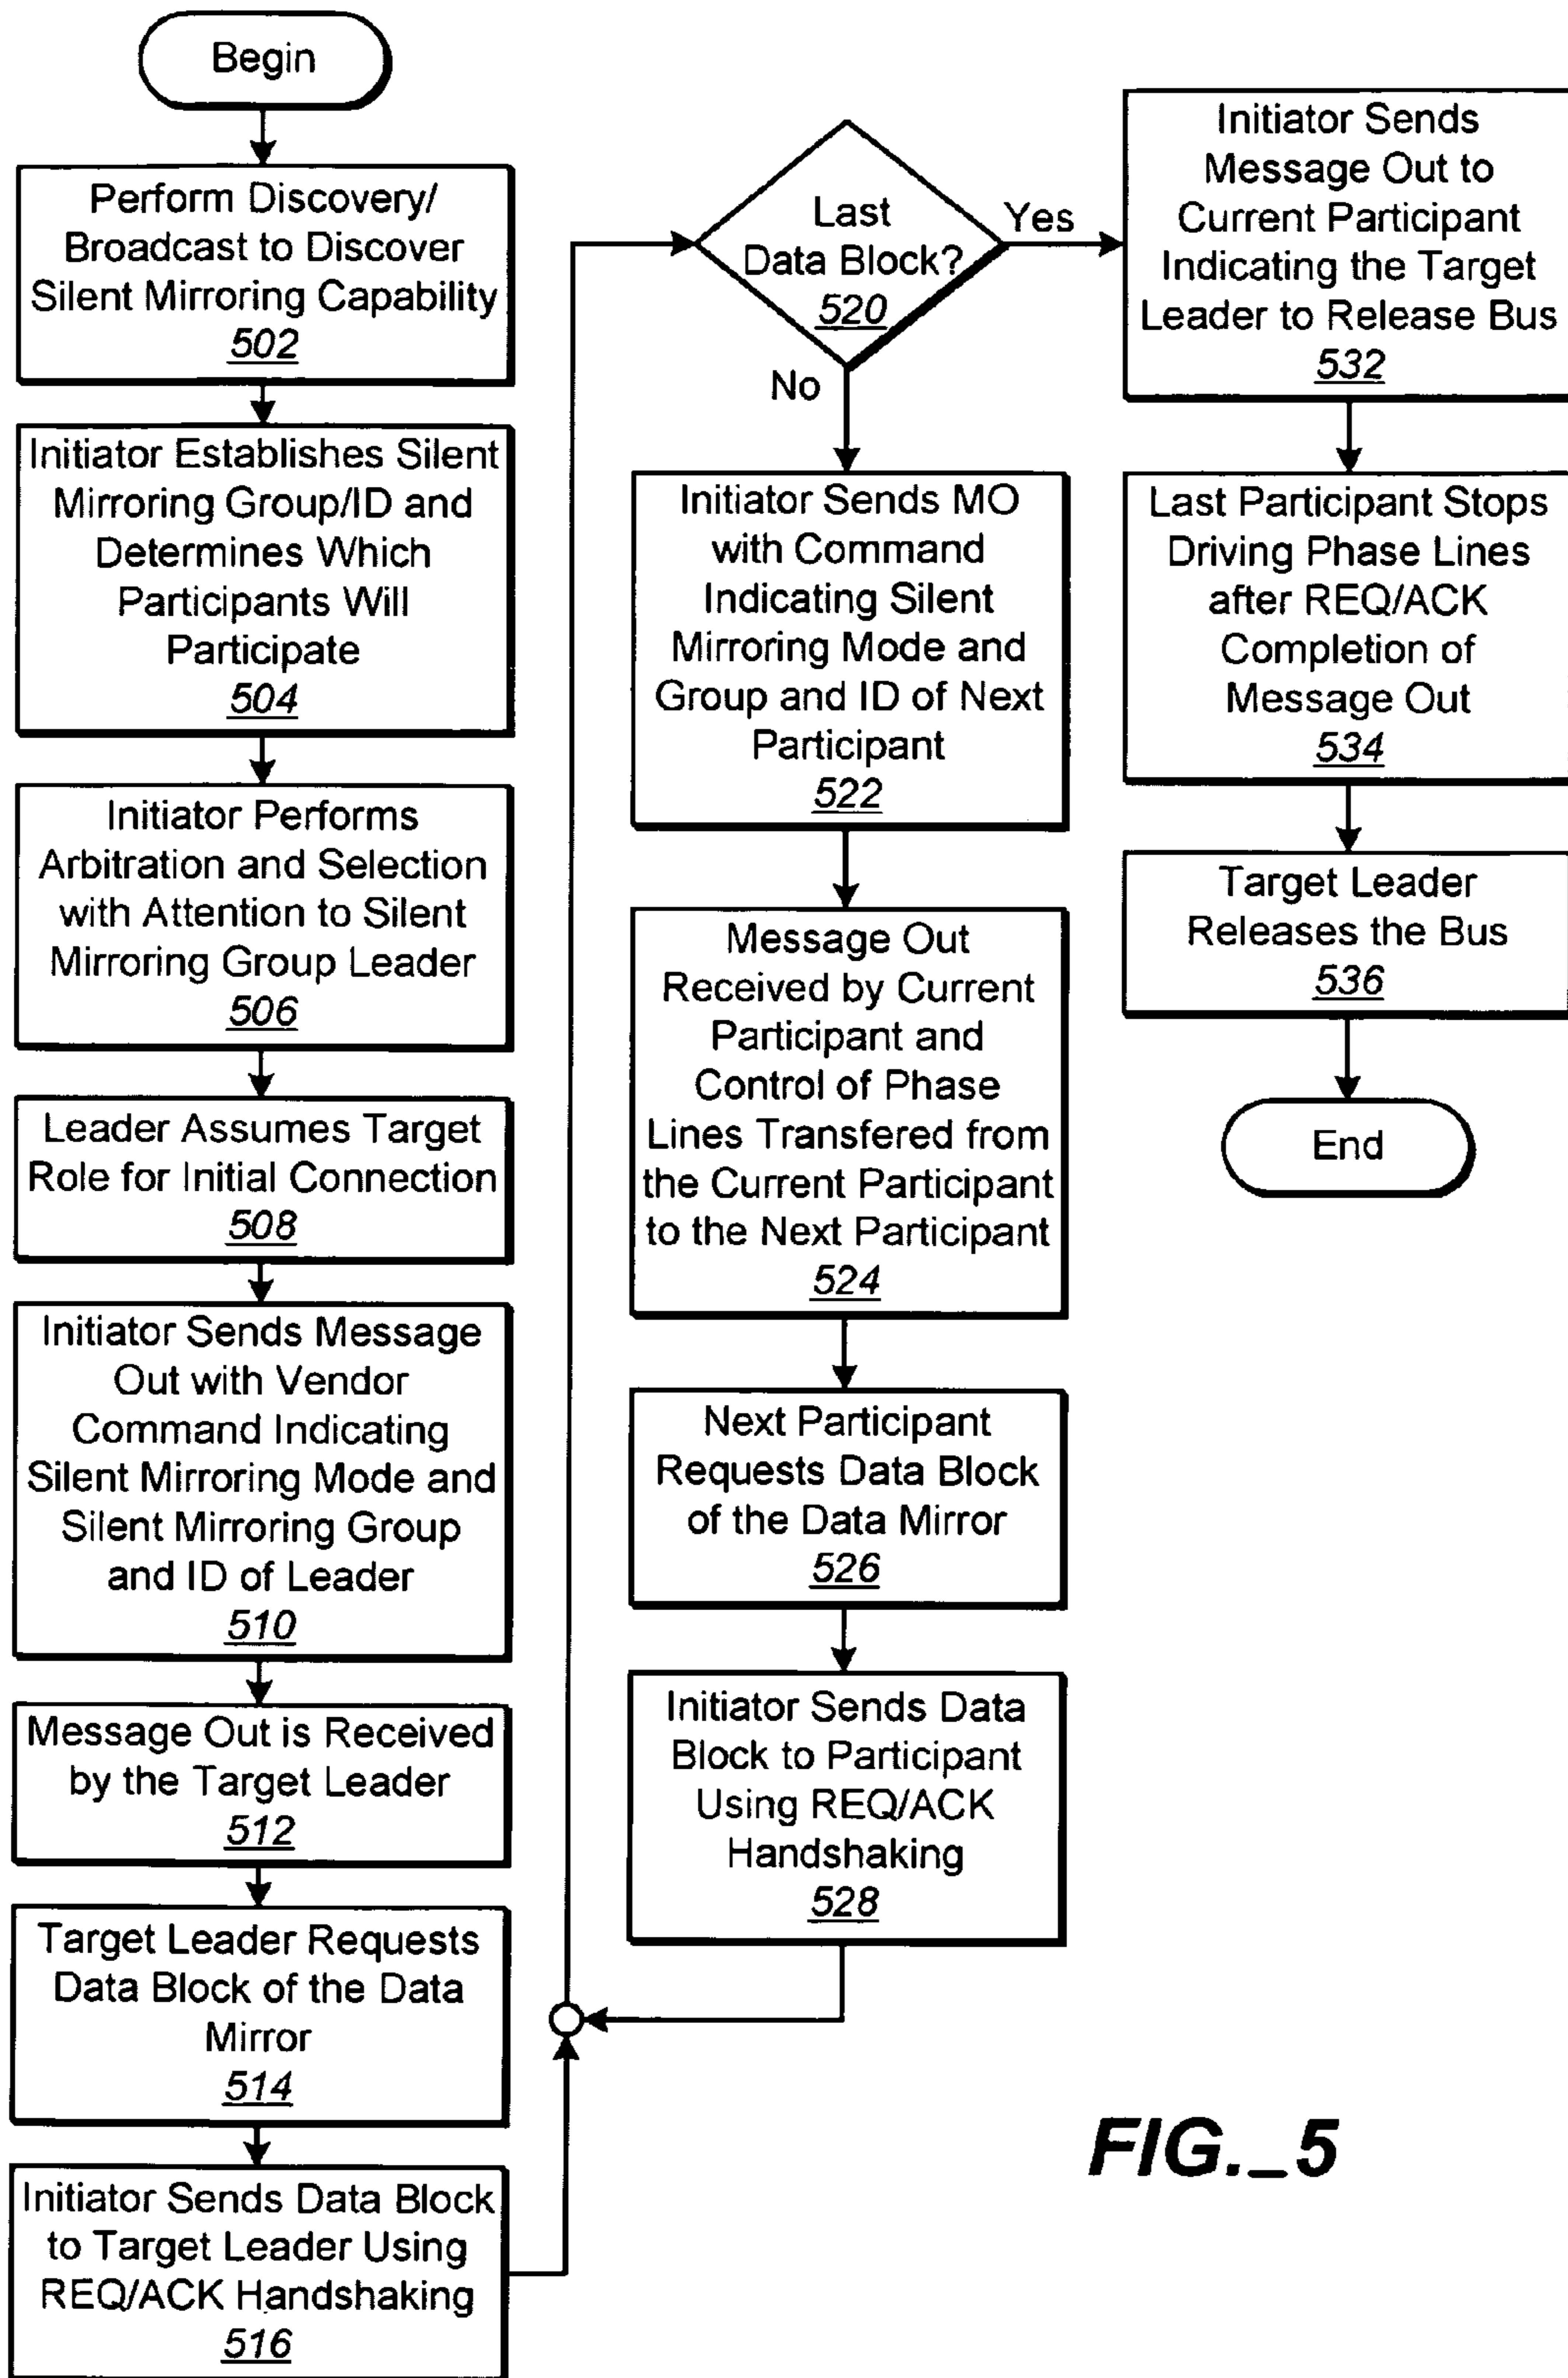 Begin
Perform Discovery/
Broadcast to Discover
Silent Mirroring Capability
502
Initiator Establishes Silent
Mirroring Group/ID and
Determines Which
Participants Will
Participate
504
Initiator Performs
Arbitration and Selection
with Attention to Silent
Mirroring Group Leader
506
Leader Assumes Target
Role for Initial Connection
508
Initiator Sends Message
Out with Vendor
Command Indicating
Silent Mirroring Mode and
Silent Mirroring Group
and ID of Leader
510
Message Out is Received
by the Target Leader
512
Target Leader Requests
Data Block of the Data
Mirror
514
Initiator Sends Data Block
to Target Leader Using
REQ/ACK Handshaking
516
Last
Data Block?
520
Yes
No
Initiator Sends MO
with Command
Indicating Silent
Mirroring Mode and
Group and ID of Next
Participant
522
Message Out
Received by Current
Participant and
Control of Phase
Lines Transfered from
the Current Participant
to the Next Participant
524
Next Participant
Requests Data Block
of the Data Mirror
526
Initiator Sends Data
Block to Participant
Using REQ/ACK
Handshaking
528
Initiator Sends
Message Out to
Current Participant
Indicating the Target
Leader to Release Bus
532
Last Participant Stops
Driving Phase Lines
after REQ/ACK
Completion of
Message Out
534
Target Leader
Releases the Bus
536
End
FIG._5